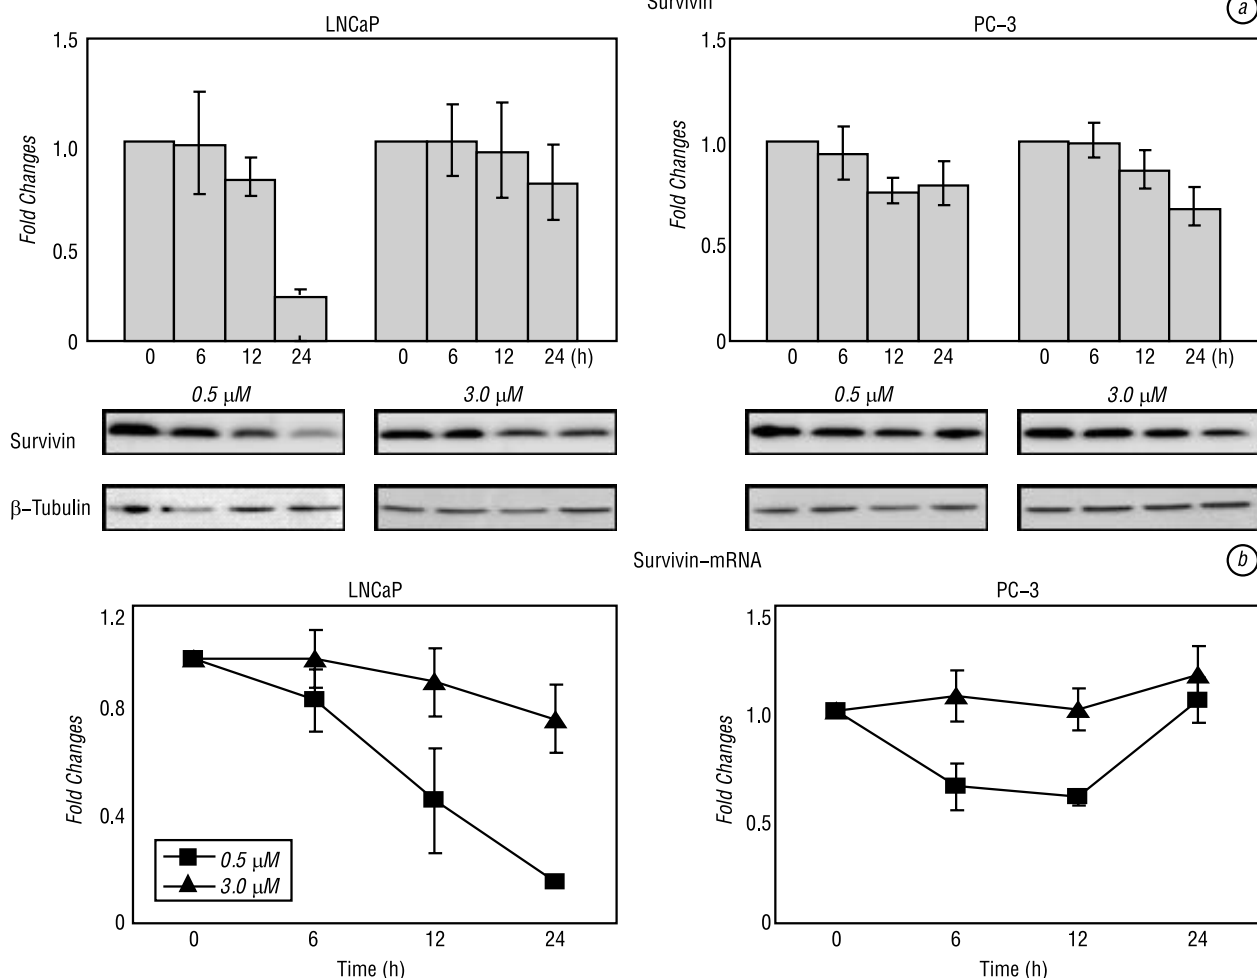 Survivin
a
LNCaP
PC–3
1.5
1.0
0.5
0
Fold Changes
0 6 12 24 (h)
0 6 12 24 (h)
1.5
1.0
0.5
0
Fold Changes
0 6 12 24
0 6 12 24 (h)
0.5 μM
3.0 μM
0.5 μM
3.0 μM
Survivin
β–Tubulin
Survivin–mRNA
b
LNCaP
PC–3
1.2
0.8
0.4
0
Fold Changes
0.5 μM
3.0 μM
0 6 12 24
Time (h)
1.5
1.0
0.5
0
Fold Changes
0 6 12 24
Time (h)